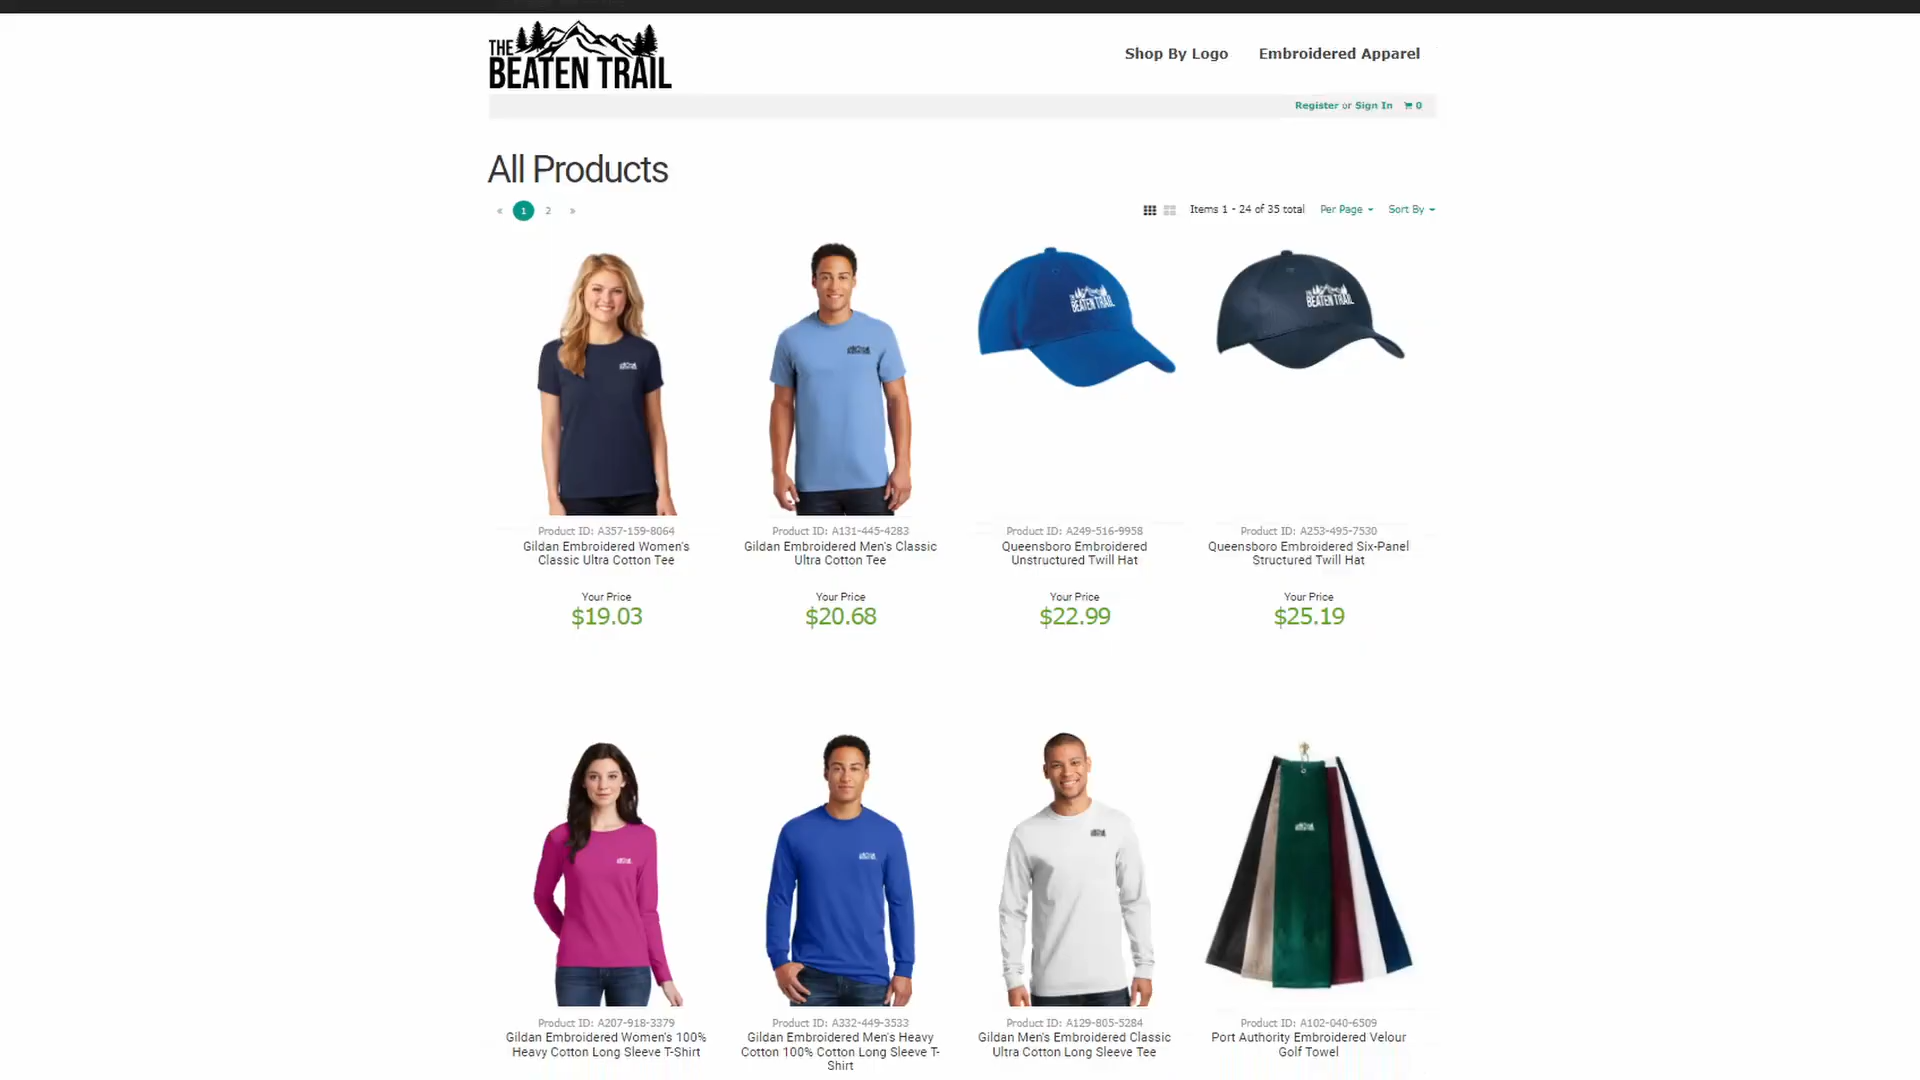 THE
BEATEN TRAIL
Shop By Logo Embroidered Apparel
Register or Sign In 0
All Products
« 1 2 »
Items 1 - 24 of 35 total Per Page Sort By
THE
BEATEN TRAIL
THE
BEATEN TRAIL
Product ID: A357-159-8064
Gildan Embroidered Women's
Classic Ultra Cotton Tee
Your Price
$19.03
Product ID: A131-445-4283
Gildan Embroidered Men's Classic
Ultra Cotton Tee
Your Price
$20.68
Product ID: A249-516-9958
Queensboro Embroidered
Unstructured Twill Hat
Your Price
$22.99
Product ID: A253-495-7530
Queensboro Embroidered Six-Panel
Structured Twill Hat
Your Price
$25.19
Product ID: A207-918-3379
Gildan Embroidered Women's 100%
Heavy Cotton Long Sleeve T-Shirt
Product ID: A332-449-3533
Gildan Embroidered Men's Heavy
Cotton 100% Cotton Long Sleeve T-
Shirt
Product ID: A129-805-5284
Gildan Men's Embroidered Classic
Ultra Cotton Long Sleeve Tee
Product ID: A102-040-6509
Port Authority Embroidered Velour
Golf Towel